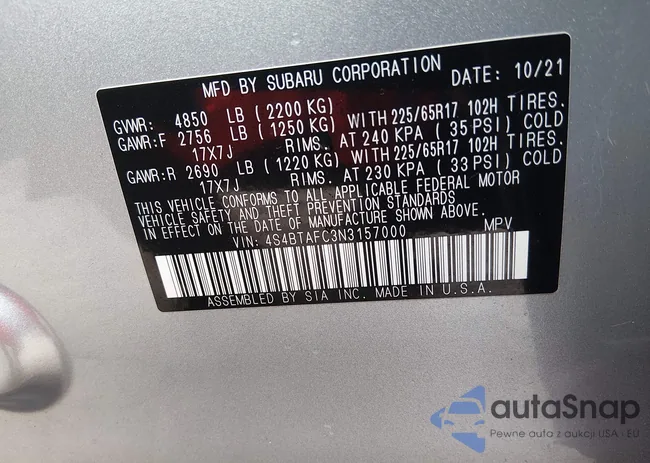 MFD BY SUBARU CORPORATION DATE: 10/21
GVWR: 4850 LB (2200 KG)
GAWR:F 2756 LB (1250 KG) WITH 225/65R17 102H TIRES.
17X7J RIMS. AT 240 KPA (35 PSI) COLD
GAWR:R 2690 LB (1220 KG) WITH 225/65R17 102H TIRES.
17X7J RIMS. AT 230 KPA (33 PSI) COLD
THIS VEHICLE CONFORMS TO ALL APPLICABLE FEDERAL MOTOR
VEHICLE SAFETY AND THEFT PREVENTION STANDARDS
IN EFFECT ON THE DATE OF MANUFACTURE SHOWN ABOVE.
VIN: 4S4BTAFC3N3157000 MPV
ASSEMBLED BY SIA INC. MADE IN U.S.A.
autaSnap
Pewne auta z aukcji USA - EU